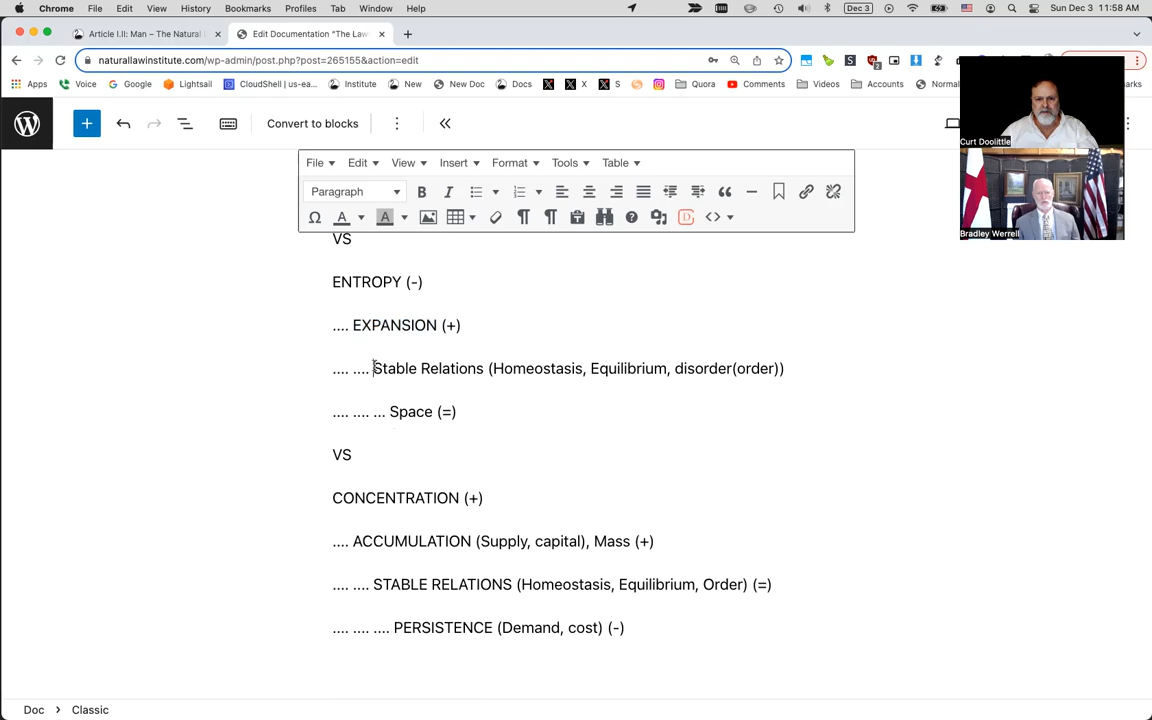 Chrome File Edit View History Bookmarks Profiles Tab Window Help Dec 3 Sun Dec 3 11:58 AM
Article I.II: Man – The Natural Edit Documentation “The Law
naturallawinstitute.com/wp-admin/post.php?post=265155&action=edit
Apps Voice Google Lightsail CloudShell | us-ea... Institute New New Doc Docs X S Quora Comments Videos Accounts Normal marks
Convert to blocks
Curt Doolittle
File Edit View Insert Format Tools Table
Paragraph
Bradley Werrell
VS
ENTROPY (-)
.... EXPANSION (+)
.... .... Stable Relations (Homeostasis, Equilibrium, disorder(order))
.... .... ... Space (=)
VS
CONCENTRATION (+)
.... ACCUMULATION (Supply, capital), Mass (+)
.... .... STABLE RELATIONS (Homeostasis, Equilibrium, Order) (=)
.... .... .... PERSISTENCE (Demand, cost) (-)
Doc › Classic